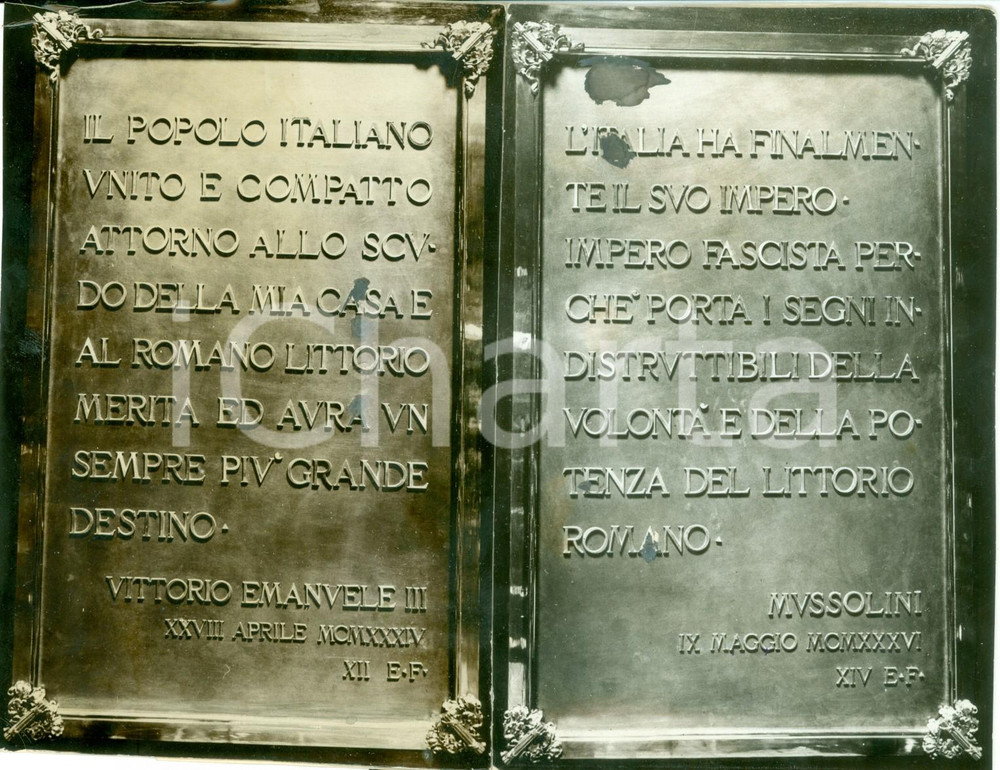 IL POPOLO ITALIANO
VNITO E COMPATTO
ATTORNO ALLO SCV·
DO DELLA MIA CASA E
AL ROMANO LITTORIO
MERITA ED AVRA VN
SEMPRE PIV' GRANDE
DESTINO·
VITTORIO EMANVELE III
XXVIII APRILE MCMXXXIV
XII E·F·
L'ITALIA HA FINALMEN·
TE IL SVO IMPERO·
IMPERO FASCISTA PER·
CHE' PORTA I SEGNI IN·
DISTRVTTIBILI DELLA
VOLONTA' E DELLA PO·
TENZA DEL LITTORIO
ROMANO·
MVSSOLINI
IX MAGGIO MCMXXXVI
XIV E·F·
iCharta